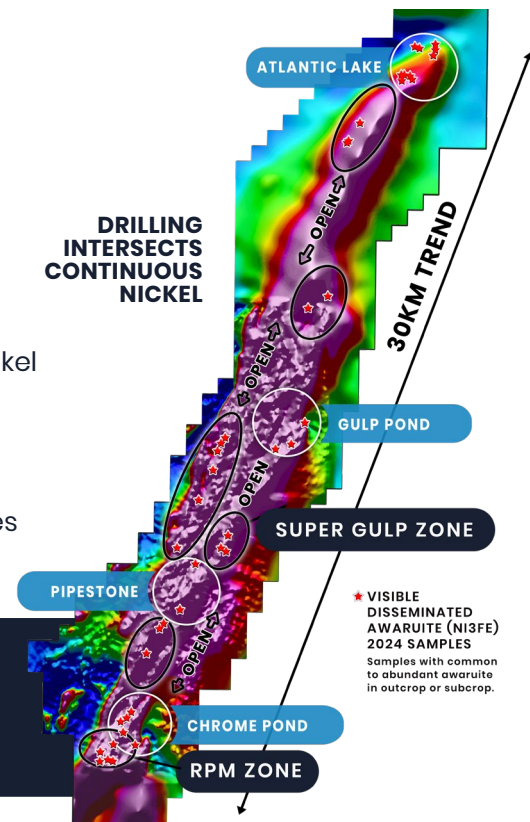 ATLANTIC LAKE
OPEN
DRILLING
INTERSECTS
CONTINUOUS
NICKEL
30KM TREND
kel
OPEN
GULP POND
OPEN
es
SUPER GULP ZONE
PIPESTONE
VISIBLE
DISSEMINATED
AWARUITE (NI3FE)
2024 SAMPLES
Samples with common
to abundant awaruite
in outcrop or subcrop.
OPEN
CHROME POND
RPM ZONE